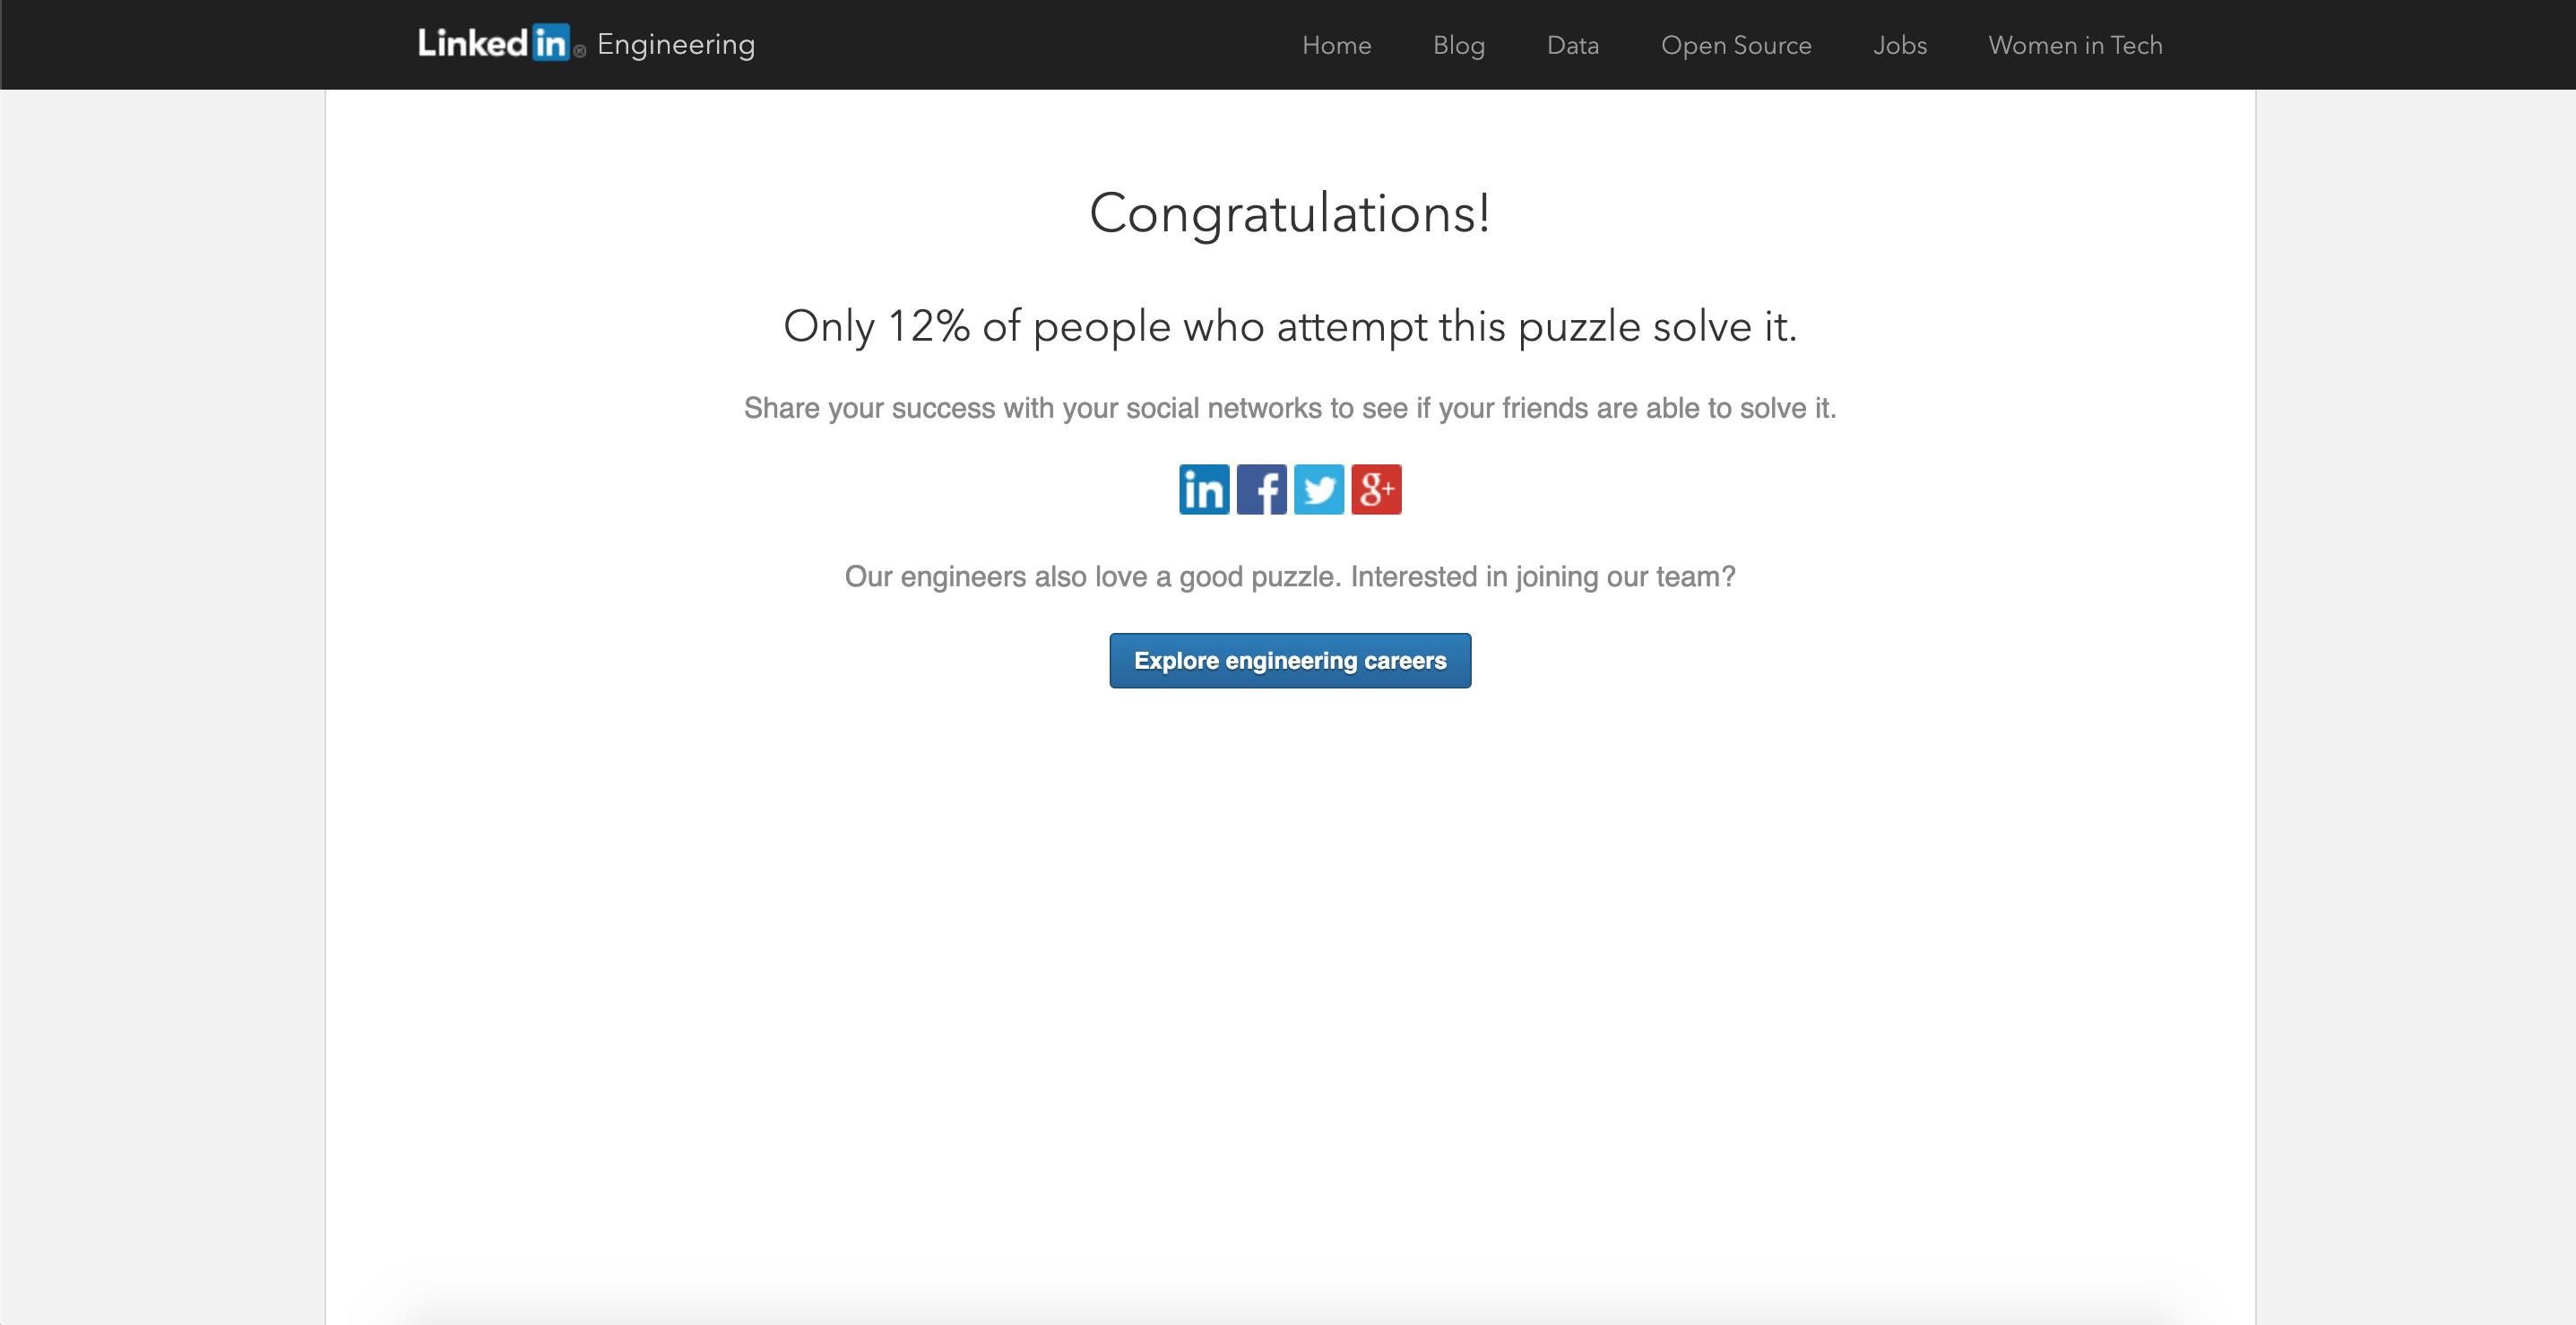 Linked in ® Engineering Home Blog Data Open Source Jobs Women in Tech
Congratulations!
Only 12% of people who attempt this puzzle solve it.
Share your success with your social networks to see if your friends are able to solve it.
in f g+
Our engineers also love a good puzzle. Interested in joining our team?
Explore engineering careers